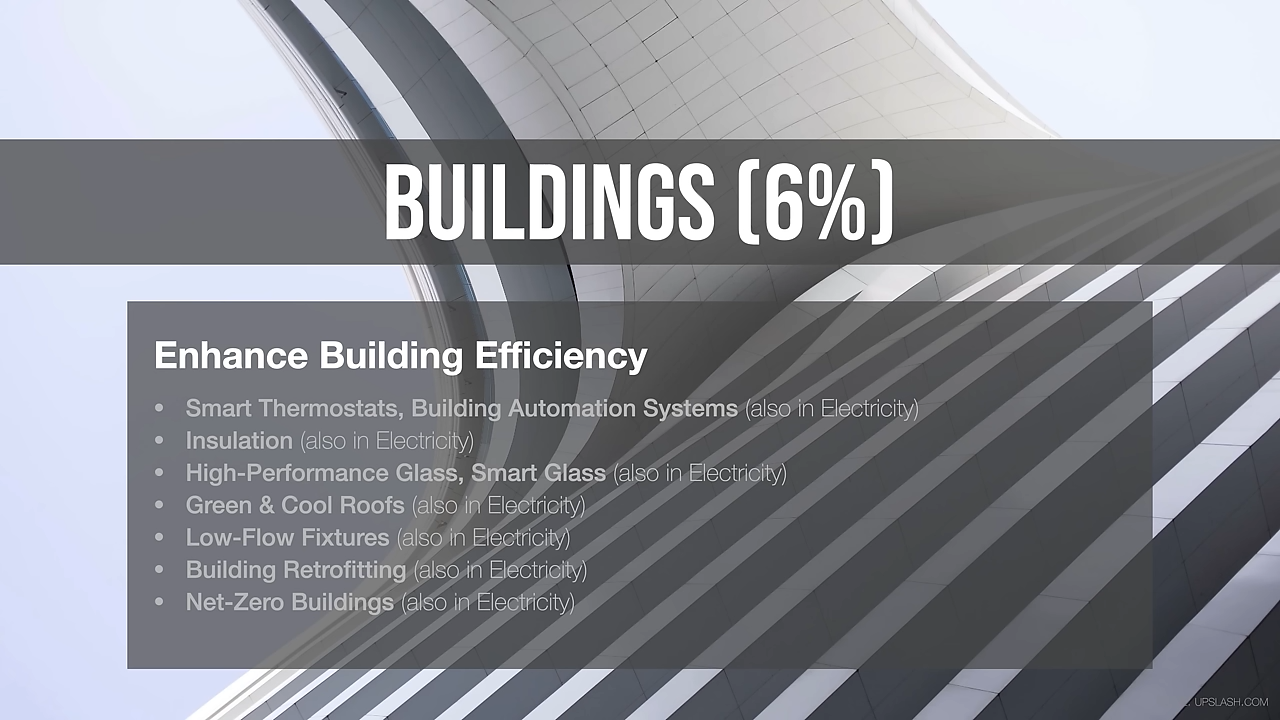 BUILDINGS (6%)
Enhance Building Efficiency
• Smart Thermostats, Building Automation Systems (also in Electricity)
• Insulation (also in Electricity)
• High-Performance Glass, Smart Glass (also in Electricity)
• Green & Cool Roofs (also in Electricity)
• Low-Flow Fixtures (also in Electricity)
• Building Retrofitting (also in Electricity)
• Net-Zero Buildings (also in Electricity)
UPSLASH.COM